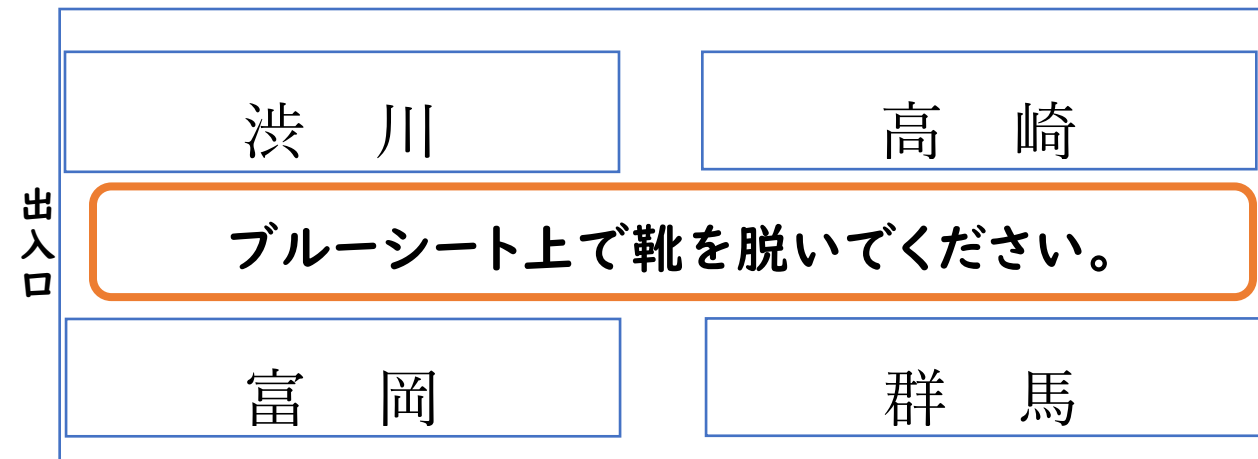 渋　川
高　崎
出入口
ブルーシート上で靴を脱いでください。
富　岡
群　馬